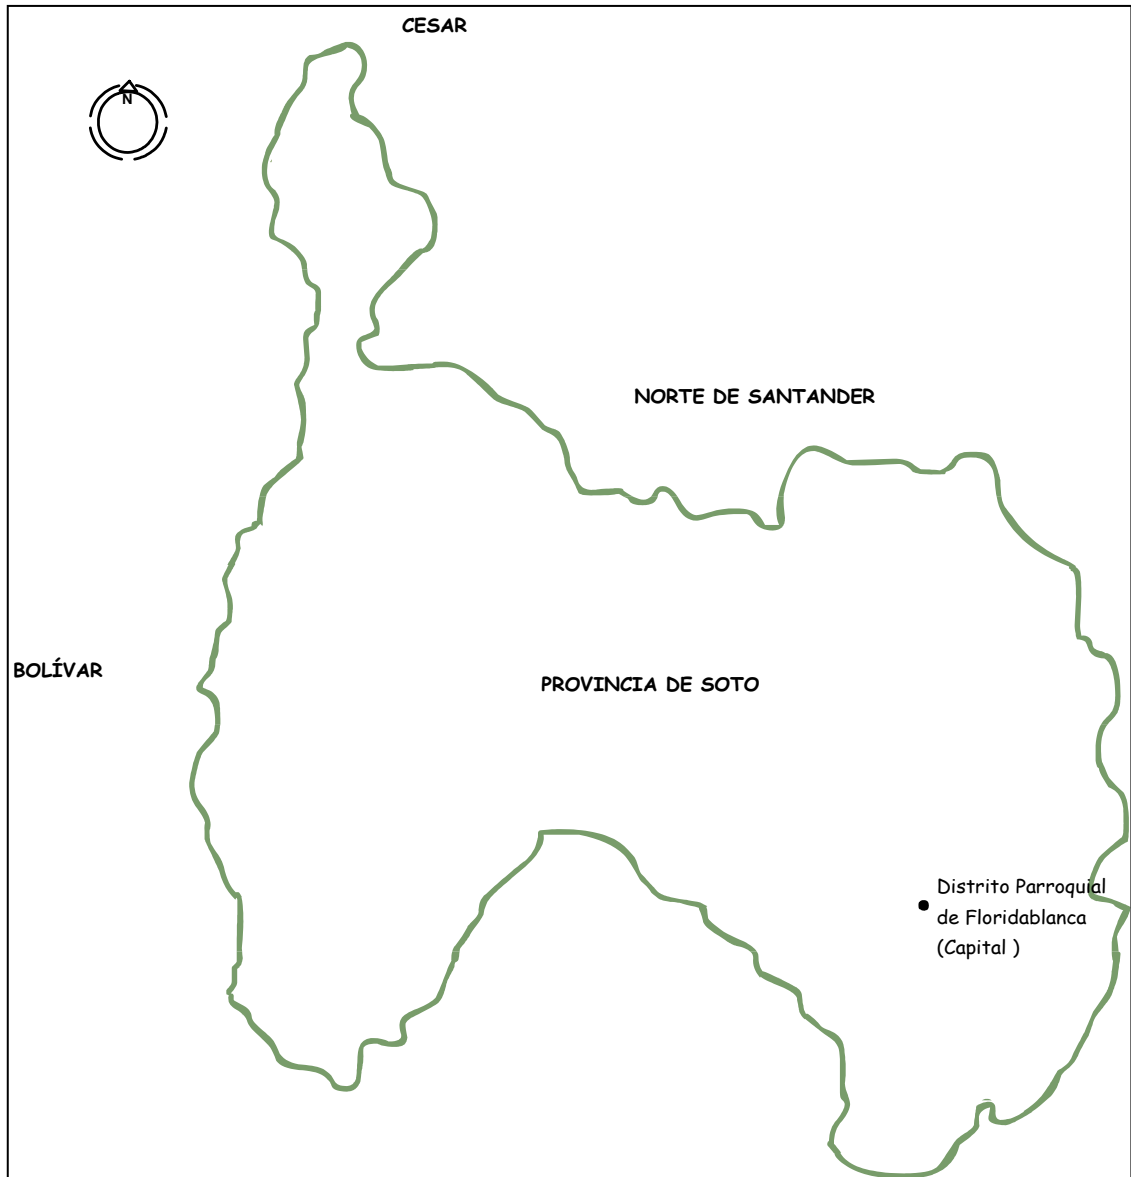 CESAR
N
NORTE DE SANTANDER
BOLÍVAR
PROVINCIA DE SOTO
Distrito Parroquial
de Floridablanca
(Capital )